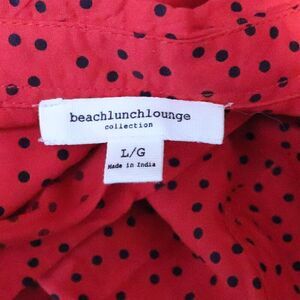 beachlunchlounge
collection
L/G
Made in India